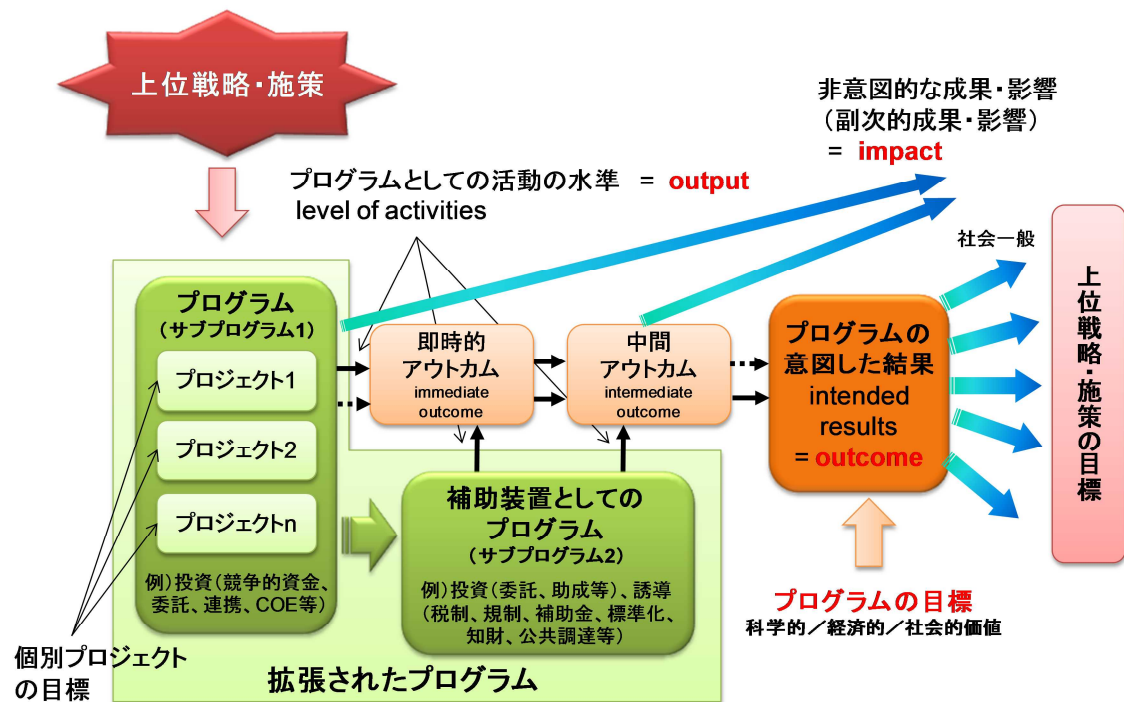 上位戦略・施策
非意図的な成果・影響
（副次的成果・影響）
= impact
プログラムとしての活動の水準 = output
level of activities
社会一般
上位戦略・施策の目標
プログラム
（サブプログラム1）
プロジェクト1
プロジェクト2
プロジェクトn
例）投資（競争的資金、
委託、連携、COE等）
即時的
アウトカム
immediate
outcome
中間
アウトカム
intermediate
outcome
プログラムの
意図した結果
intended
results
= outcome
補助装置としての
プログラム
（サブプログラム2）
例）投資（委託、助成等）、誘導
（税制、規制、補助金、標準化、
知財、公共調達等）
プログラムの目標
科学的／経済的／社会的価値
個別プロジェクト
の目標
拡張されたプログラム